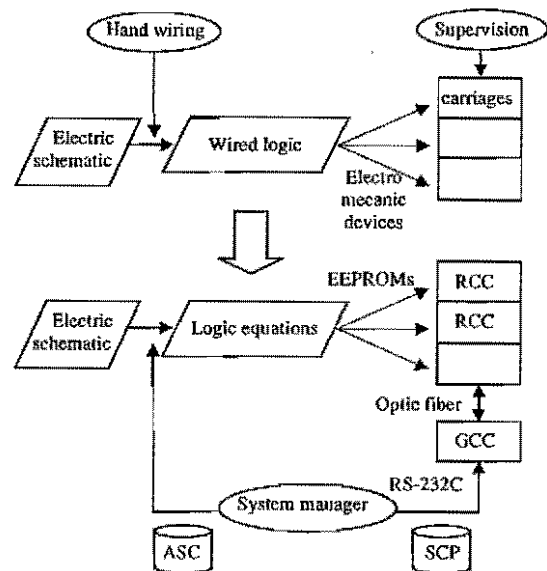 Hand wiring
Supervision
carriages
Electric
schematic
Wired logic
Electro
mecanic
devices
EEPROMs
RCC
Electric
schematic
Logic equations
RCC
Optic fiber
GCC
RS-232C
System manager
ASC
SCP